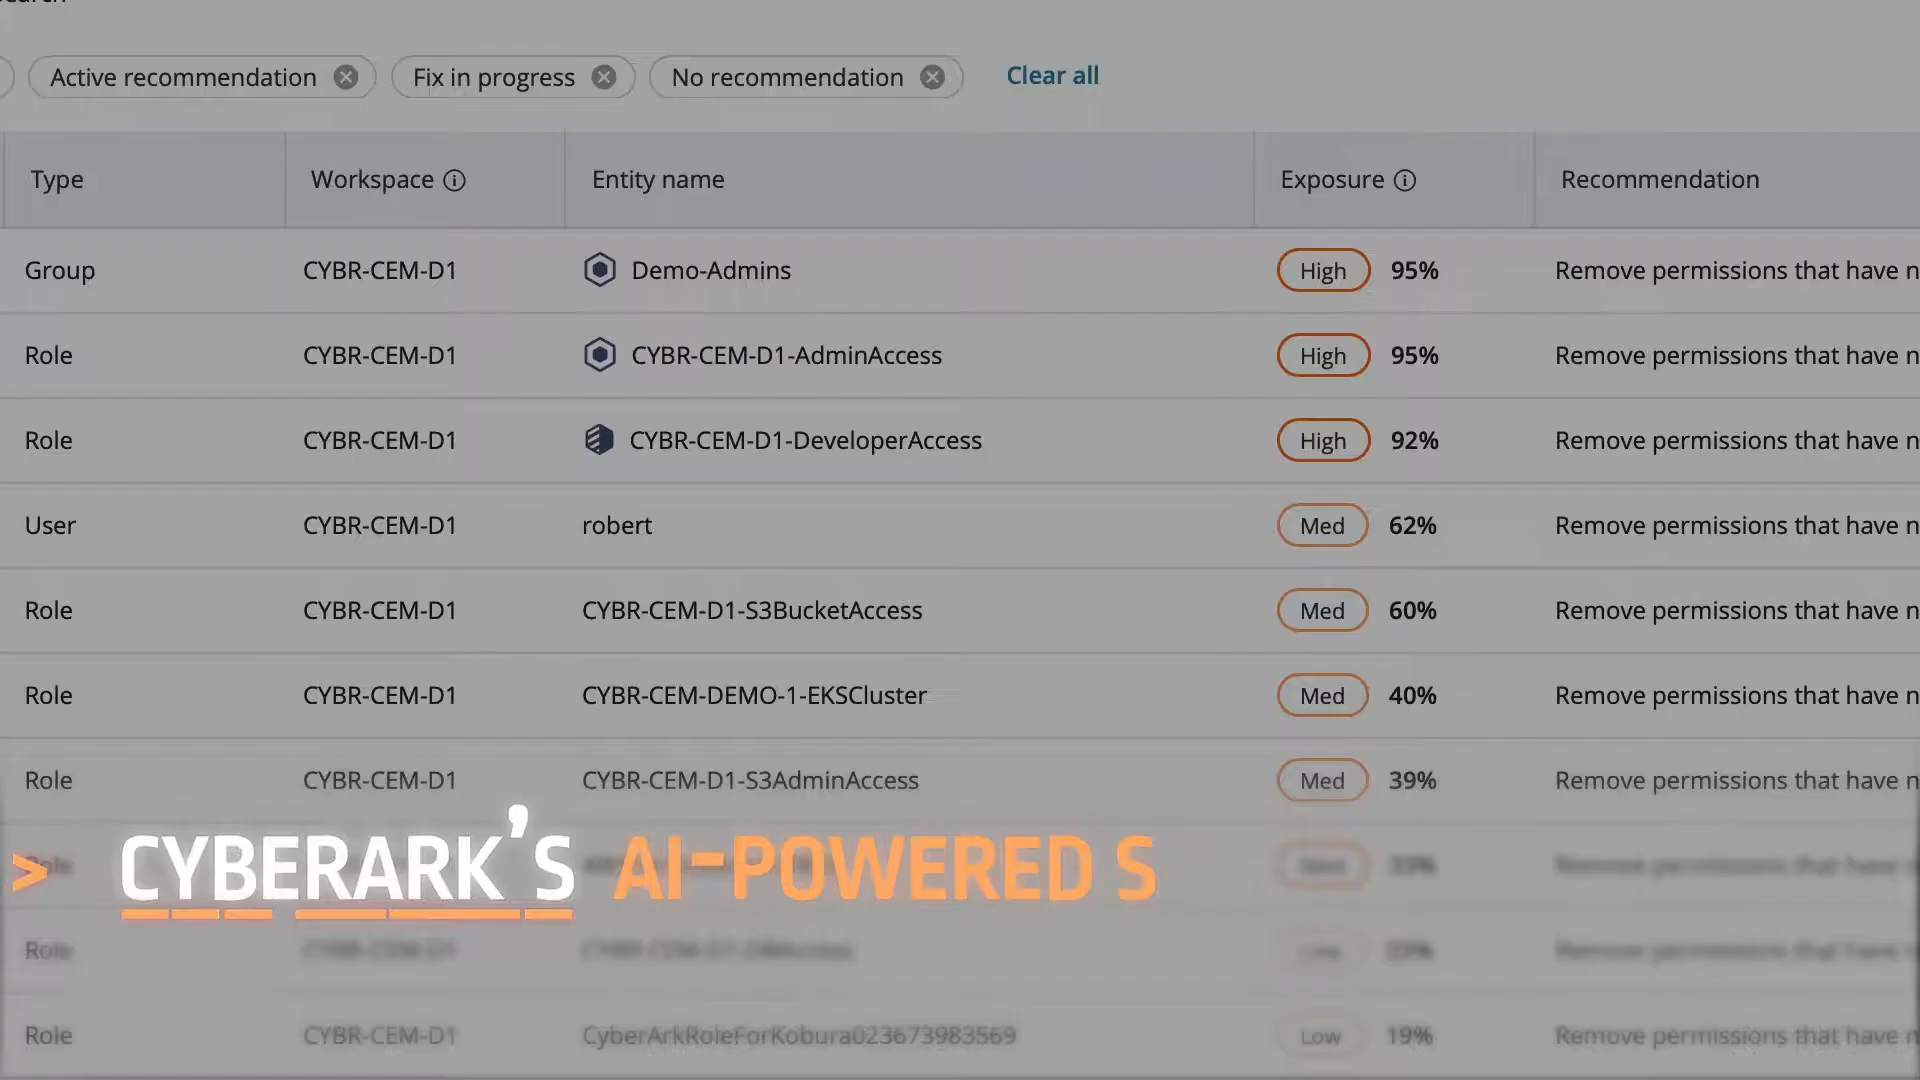 Active recommendation Fix in progress No recommendation Clear all
Type Workspace Entity name Exposure Recommendation
Group CYBR-CEM-D1 Demo-Admins High 95% Remove permissions that have n
Role CYBR-CEM-D1 CYBR-CEM-D1-AdminAccess High 95% Remove permissions that have n
Role CYBR-CEM-D1 CYBR-CEM-D1-DeveloperAccess High 92% Remove permissions that have n
User CYBR-CEM-D1 robert Med 62% Remove permissions that have n
Role CYBR-CEM-D1 CYBR-CEM-D1-S3BucketAccess Med 60% Remove permissions that have n
Role CYBR-CEM-D1 CYBR-CEM-DEMO-1-EKSCluster Med 40% Remove permissions that have n
Role CYBR-CEM-D1 CYBR-CEM-D1-S3AdminAccess Med 39% Remove permissions that have n
> CYBERARK'S AI-POWERED S
Role Remove permissions that have
Role CYBR-CEM-D1 CyberArkRoleForKobura023673983569 Low 19% Remove permissions that have n